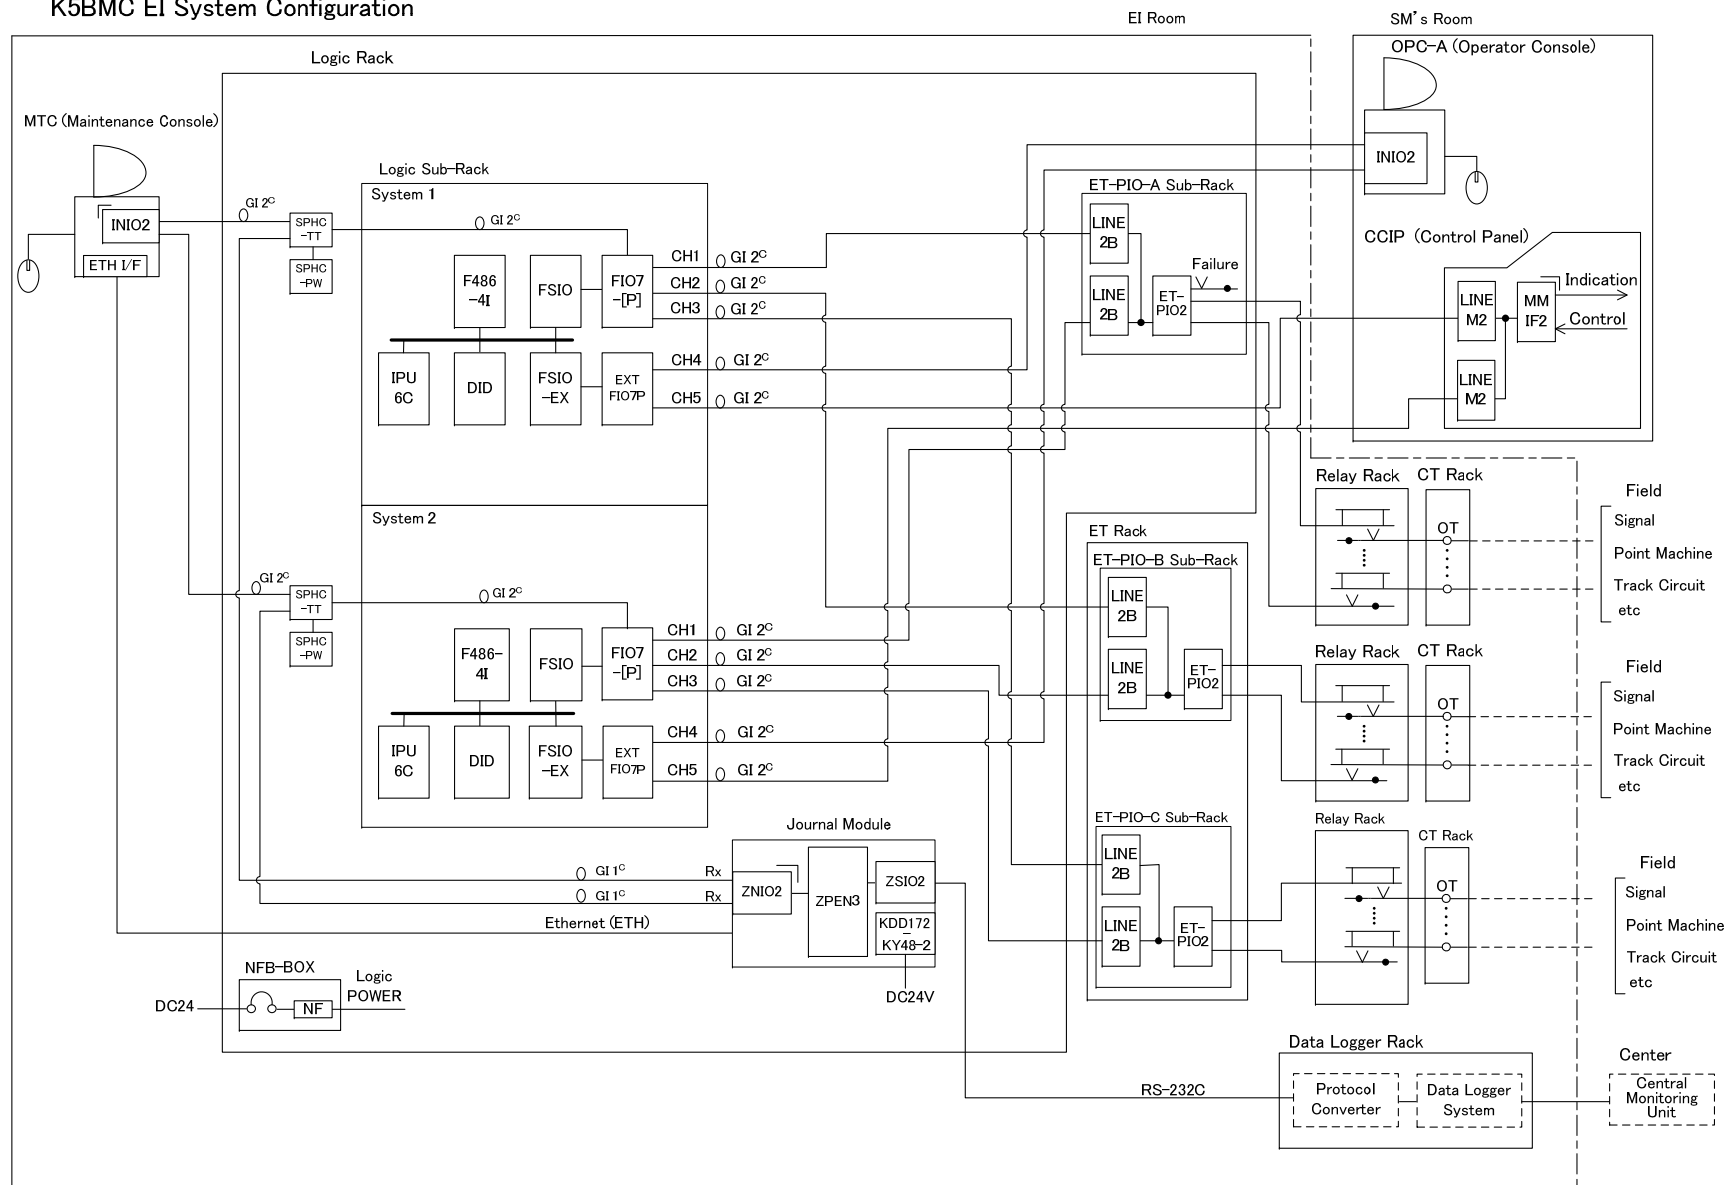 K5BMC EI System Configuration
EI Room
SM's Room
OPC-A (Operator Console)
INIO2
CCIP (Control Panel)
LINE
M2
LINE
M2
MM
IF2
Indication
Control
Logic Rack
MTC (Maintenance Console)
INIO2
ETH I/F
GI 2C
SPHC
-TT
SPHC
-PW
Logic Sub-Rack
System 1
GI 2C
F486
-4I
FSIO
FIO7
-[P]
IPU
6C
DID
FSIO
-EX
EXT
FIO7P
CH1 GI 2C
CH2 GI 2C
CH3 GI 2C
CH4 GI 2C
CH5 GI 2C
ET-PIO-A Sub-Rack
LINE
2B
LINE
2B
ET-
PIO2
Failure
System 2
GI 2C
SPHC
-TT
SPHC
-PW
GI 2C
F486-
4I
FSIO
FIO7
-[P]
IPU
6C
DID
FSIO
-EX
EXT
FIO7P
CH1 GI 2C
CH2 GI 2C
CH3 GI 2C
CH4 GI 2C
CH5 GI 2C
ET Rack
ET-PIO-B Sub-Rack
LINE
2B
LINE
2B
ET-
PIO2
ET-PIO-C Sub-Rack
LINE
2B
LINE
2B
ET-
PIO2
Relay Rack
CT Rack
OT
Field
Signal
Point Machine
Track Circuit
etc
Relay Rack
CT Rack
OT
Field
Signal
Point Machine
Track Circuit
etc
Relay Rack
CT Rack
OT
Field
Signal
Point Machine
Track Circuit
etc
Journal Module
GI 1C Rx
GI 1C Rx
Ethernet (ETH)
ZNIO2
ZPEN3
ZSIO2
KDD172
-
KY48-2
DC24V
NFB-BOX
DC24
NF
Logic
POWER
RS-232C
Data Logger Rack
Protocol
Converter
Data Logger
System
Center
Central
Monitoring
Unit